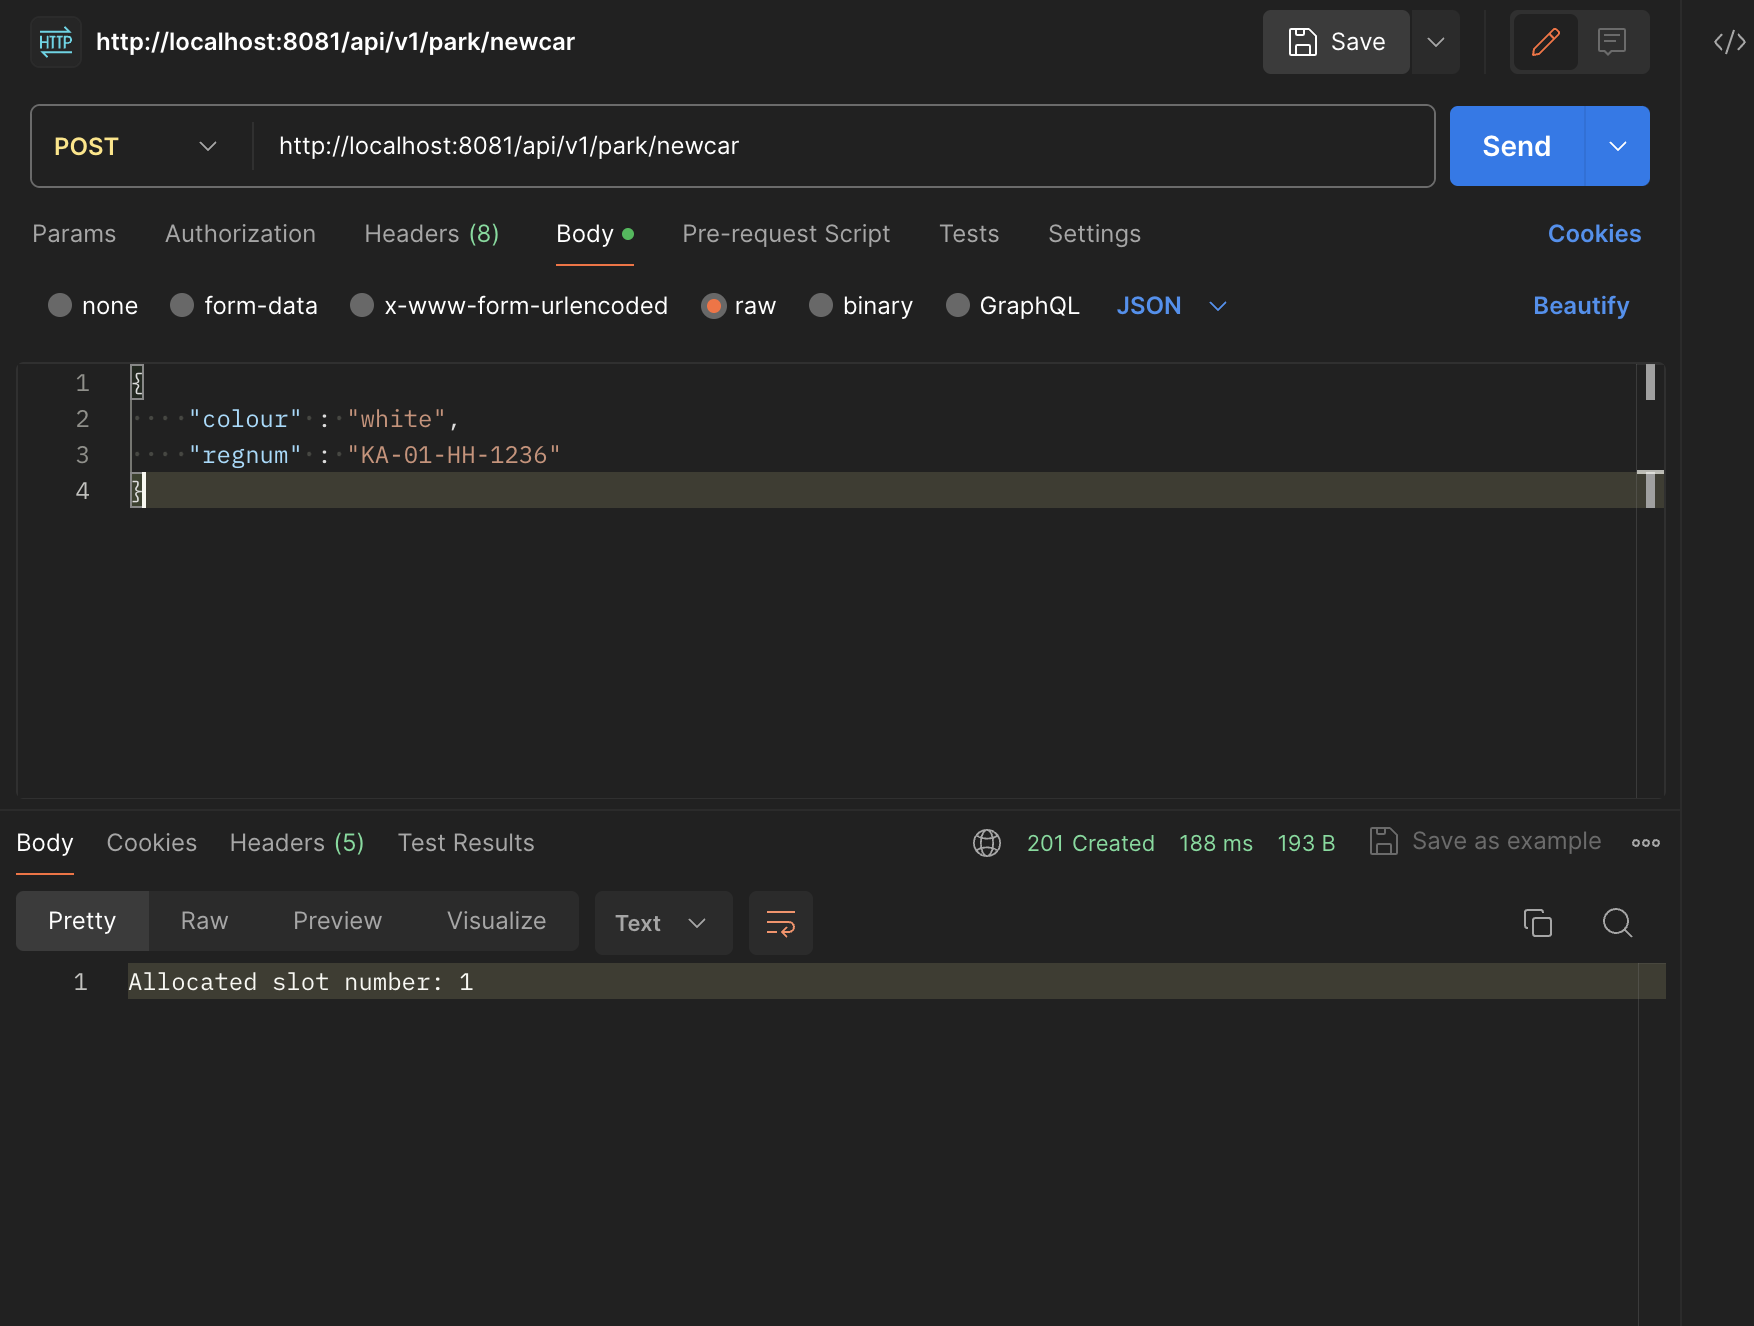 HTTP http://localhost:8081/api/v1/park/newcar Save </>
POST http://localhost:8081/api/v1/park/newcar Send
Params Authorization Headers (8) Body Pre-request Script Tests Settings Cookies
none form-data x-www-form-urlencoded raw binary GraphQL JSON Beautify
1 {
2 "colour" : "white",
3 "regnum" : "KA-01-HH-1236"
4 }
Body Cookies Headers (5) Test Results 201 Created 188 ms 193 B Save as example
Pretty Raw Preview Visualize Text
1 Allocated slot number: 1